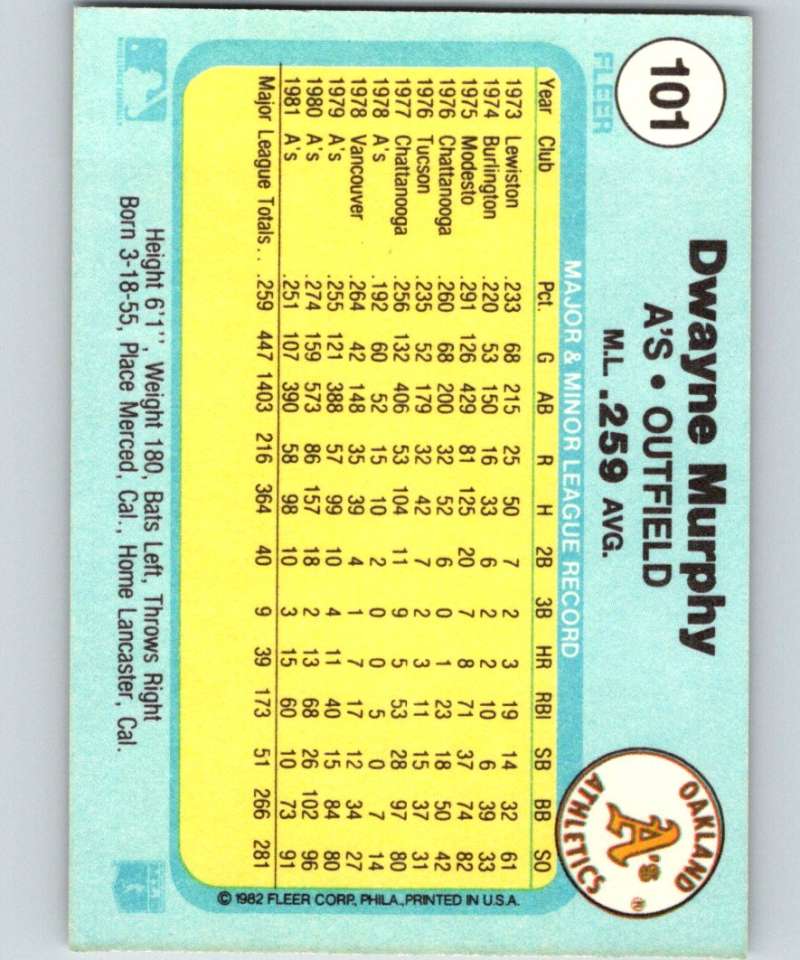 101
FLEER
Dwayne Murphy
A'S • OUTFIELD
M.L. .259 AVG.
OAKLAND A's ATHLETICS ®
MAJOR & MINOR LEAGUE RECORD
Year Club Pct. G AB R H 2B 3B HR RBI SB BB SO
1973 Lewiston .233 68 215 25 50 7 2 3 19 14 32 61
1974 Burlington .220 53 150 16 33 6 2 2 10 6 39 33
1975 Modesto .291 126 429 81 125 20 7 8 71 37 74 82
1976 Chattanooga .260 68 200 32 52 6 0 1 23 18 50 42
1976 Tucson .235 52 179 32 42 7 2 3 15 15 37 31
1977 Chattanooga .256 132 406 53 104 11 9 5 53 28 97 80
1978 A's .192 60 52 15 10 2 0 0 5 0 7 14
1978 Vancouver .264 42 148 35 39 4 1 7 17 12 34 27
1979 A's .255 121 388 57 99 10 4 11 40 15 84 80
1980 A's .274 159 573 86 157 18 2 13 68 26 102 96
1981 A's .251 107 390 58 98 10 3 15 60 10 73 91
Major League Totals. . . .259 447 1403 216 364 40 9 39 173 51 266 281
© 1982 FLEER CORP., PHILA., PRINTED IN U.S.A.
Height 6'1'', Weight 180, Bats Left, Throws Right
Born 3-18-55, Place Merced, Cal., Home Lancaster, Cal.